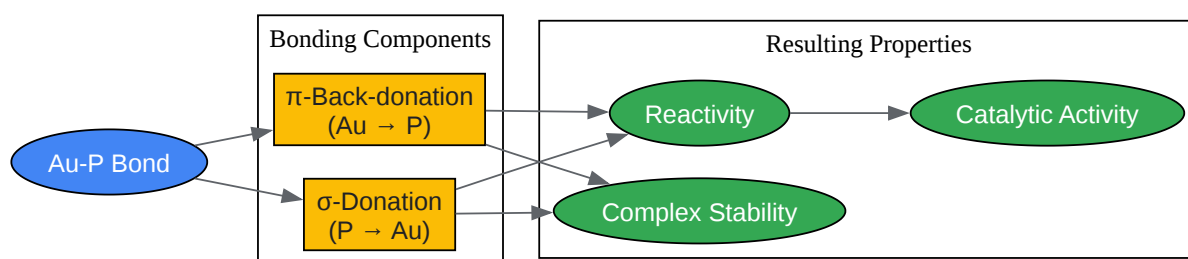 Bonding Components
Resulting Properties
π-Back-donation
(Au → P)
Reactivity
Catalytic Activity
Au-P Bond
σ-Donation
(P → Au)
Complex Stability